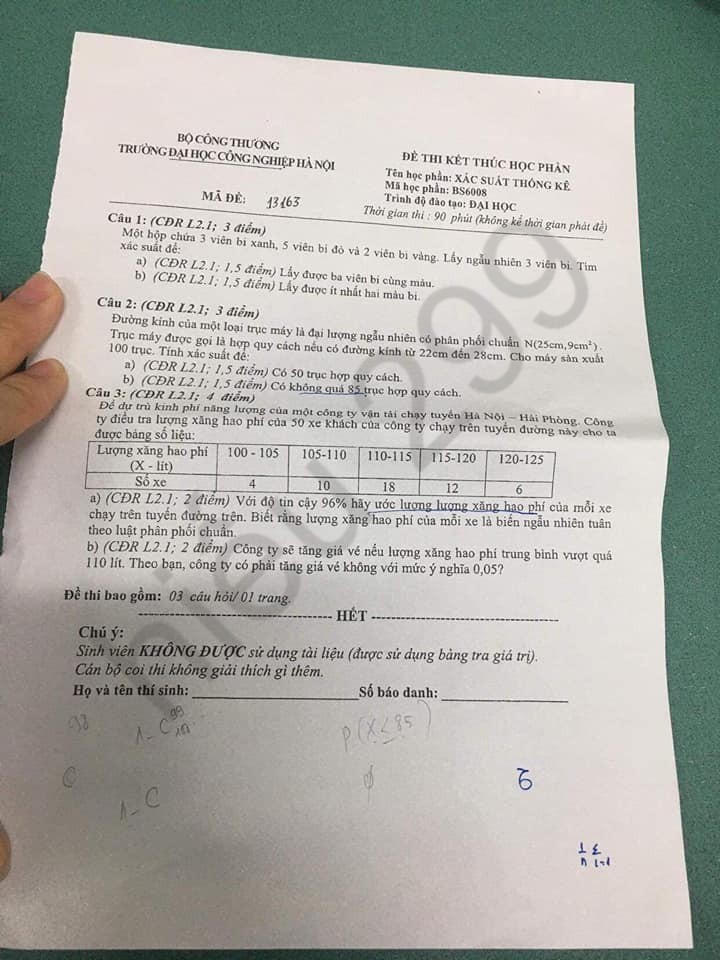 BỘ CÔNG THƯƠNG
TRƯỜNG ĐẠI HỌC CÔNG NGHIỆP HÀ NỘI
MÃ ĐỀ: 13163
ĐỀ THI KẾT THÚC HỌC PHẦN
Tên học phần: XÁC SUẤT THỐNG KÊ
Mã học phần: BS6008
Trình độ đào tạo: ĐẠI HỌC
Thời gian thi: 90 phút (không kể thời gian phát đề)
Câu 1: (CĐR L2.1; 3 điểm)
Một hộp chứa 3 viên bi xanh, 5 viên bi đỏ và 2 viên bi vàng. Lấy ngẫu nhiên 3 viên bi. Tìm
xác suất để:
a) (CĐR L2.1; 1,5 điểm) Lấy được ba viên bi cùng màu.
b) (CĐR L2.1; 1,5 điểm) Lấy được ít nhất hai màu bi.
Câu 2: (CĐR L2.1; 3 điểm)
Đường kính của một loại trục máy là đại lượng ngẫu nhiên có phân phối chuẩn N(25cm,9cm²).
Trục máy được gọi là hợp quy cách nếu có đường kính từ 22cm đến 28cm. Cho máy sản xuất
100 trục. Tính xác suất để:
a) (CĐR L2.1; 1,5 điểm) Có 50 trục hợp quy cách.
b) (CĐR L2.1; 1,5 điểm) Có không quá 85 trục hợp quy cách.
Câu 3: (CĐR L2.1; 4 điểm)
Để dự trù kinh phí năng lượng của một công ty vận tải chạy tuyến Hà Nội – Hải Phòng. Công
ty điều tra lượng xăng hao phí của 50 xe khách của công ty chạy trên tuyến đường này cho ta
được bảng số liệu:
Lượng xăng hao phí (X - lít) 100 - 105 105-110 110-115 115-120 120-125
Số xe 4 10 18 12 6
a) (CĐR L2.1; 2 điểm) Với độ tin cậy 96% hãy ước lượng lượng xăng hao phí của mỗi xe
chạy trên tuyến đường trên. Biết rằng lượng xăng hao phí của mỗi xe là biến ngẫu nhiên tuân
theo luật phân phối chuẩn.
b) (CĐR L2.1; 2 điểm) Công ty sẽ tăng giá vé nếu lượng xăng hao phí trung bình vượt quá
110 lít. Theo bạn, công ty có phải tăng giá vé không với mức ý nghĩa 0,05?
Đề thi bao gồm: 03 câu hỏi/ 01 trang.
HẾT
Chú ý:
Sinh viên KHÔNG ĐƯỢC sử dụng tài liệu (được sử dụng bảng tra giá trị).
Cán bộ coi thi không giải thích gì thêm.
Họ và tên thí sinh: Số báo danh:
98 1-C P(X≤85)
C 1-C
hieu299